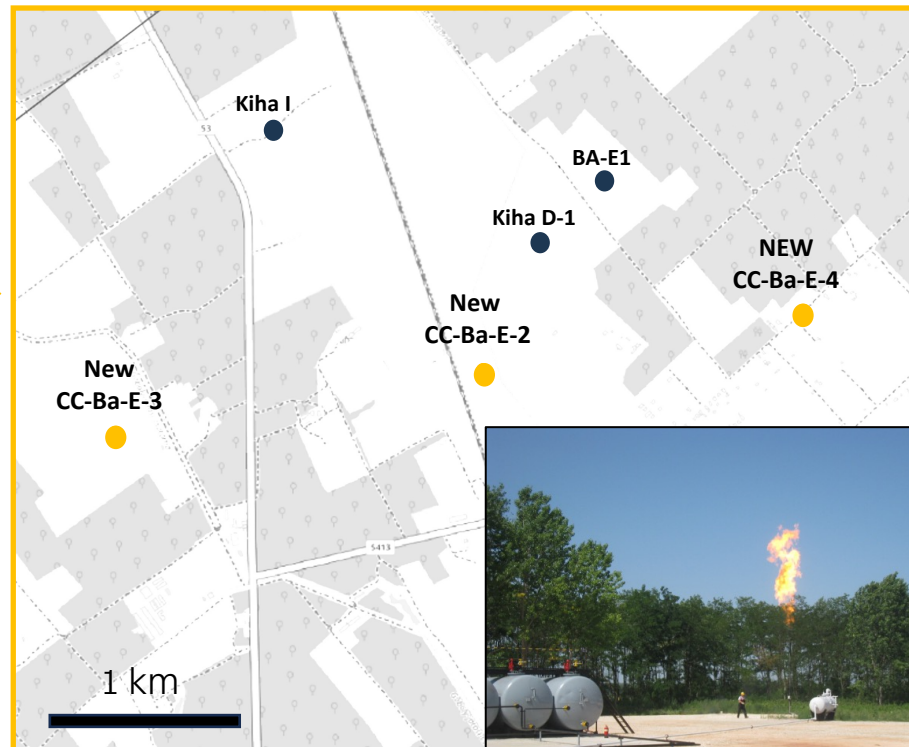 53
Kiha I
BA-E1
Kiha D-1
NEW
CC-Ba-E-4
New
CC-Ba-E-2
New
CC-Ba-E-3
5413
1 km